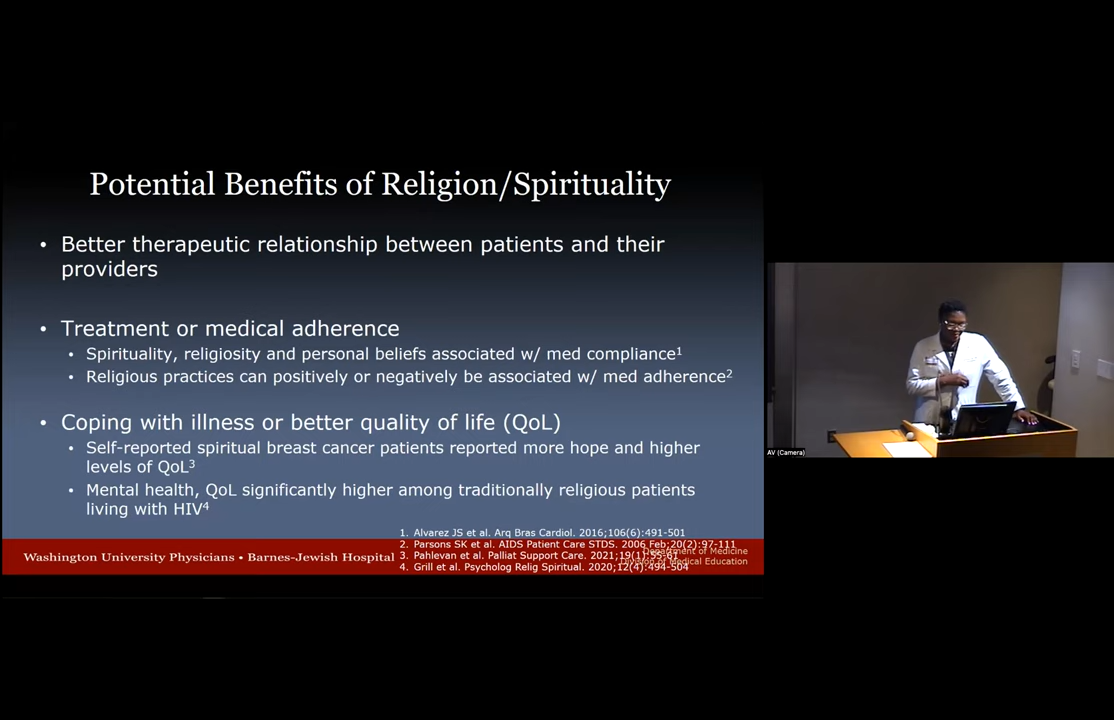 Potential Benefits of Religion/Spirituality
• Better therapeutic relationship between patients and their
providers
• Treatment or medical adherence
• Spirituality, religiosity and personal beliefs associated w/ med compliance1
• Religious practices can positively or negatively be associated w/ med adherence2
• Coping with illness or better quality of life (QoL)
• Self-reported spiritual breast cancer patients reported more hope and higher
levels of QoL3
• Mental health, QoL significantly higher among traditionally religious patients
living with HIV4
1. Alvarez JS et al. Arq Bras Cardiol. 2016;106(6):491-501
2. Parsons SK et al. AIDS Patient Care STDS. 2006 Feb;20(2):97-111
3. Pahlevan et al. Palliat Support Care. 2021;19(1):
4. Grill et al. Psycholog Relig Spiritual. 2020;12(4):494-504
Washington University Physicians • Barnes-Jewish Hospital
Department of Medicine
Division of Medical Education
AV (Camera)